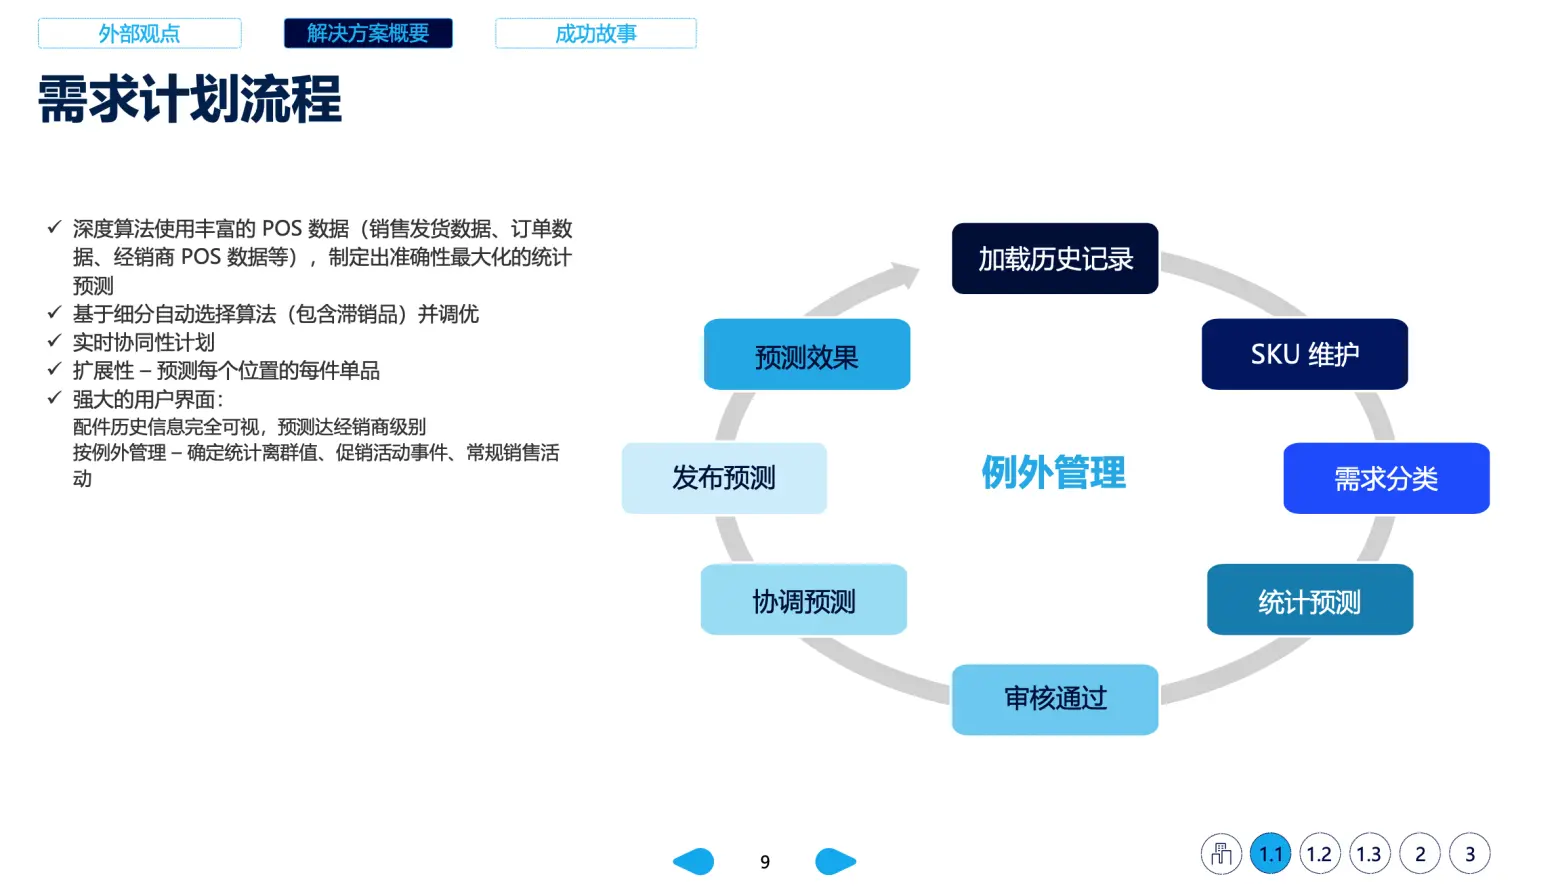 外部观点
解决方案概要
成功故事
需求计划流程
✓ 深度算法使用丰富的 POS 数据（销售发货数据、订单数
据、经销商 POS 数据等），制定出准确性最大化的统计
预测
✓ 基于细分自动选择算法（包含滞销品）并调优
✓ 实时协同性计划
✓ 扩展性 – 预测每个位置的每件单品
✓ 强大的用户界面：
配件历史信息完全可视，预测达经销商级别
按例外管理 – 确定统计离群值、促销活动事件、常规销售活
动
加载历史记录
SKU 维护
需求分类
统计预测
审核通过
协调预测
发布预测
预测效果
例外管理
9
1.1
1.2
1.3
2
3